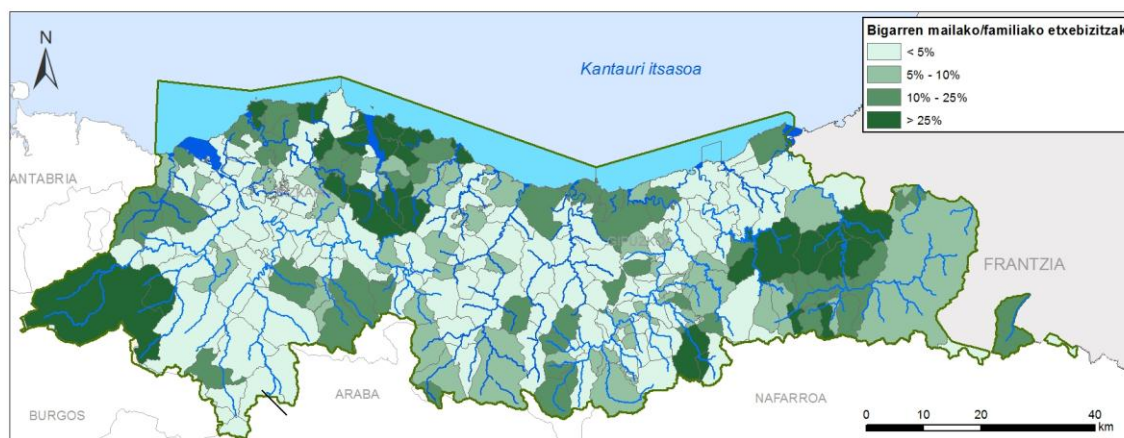 N
Kantauri itsasoa
Bigarren mailako/familiako etxebizitzak
< 5%
5% - 10%
10% - 25%
> 25%
ANTABRIA
FRANTZIA
ARABA
NAFARROA
BURGOS
0 10 20 40
km